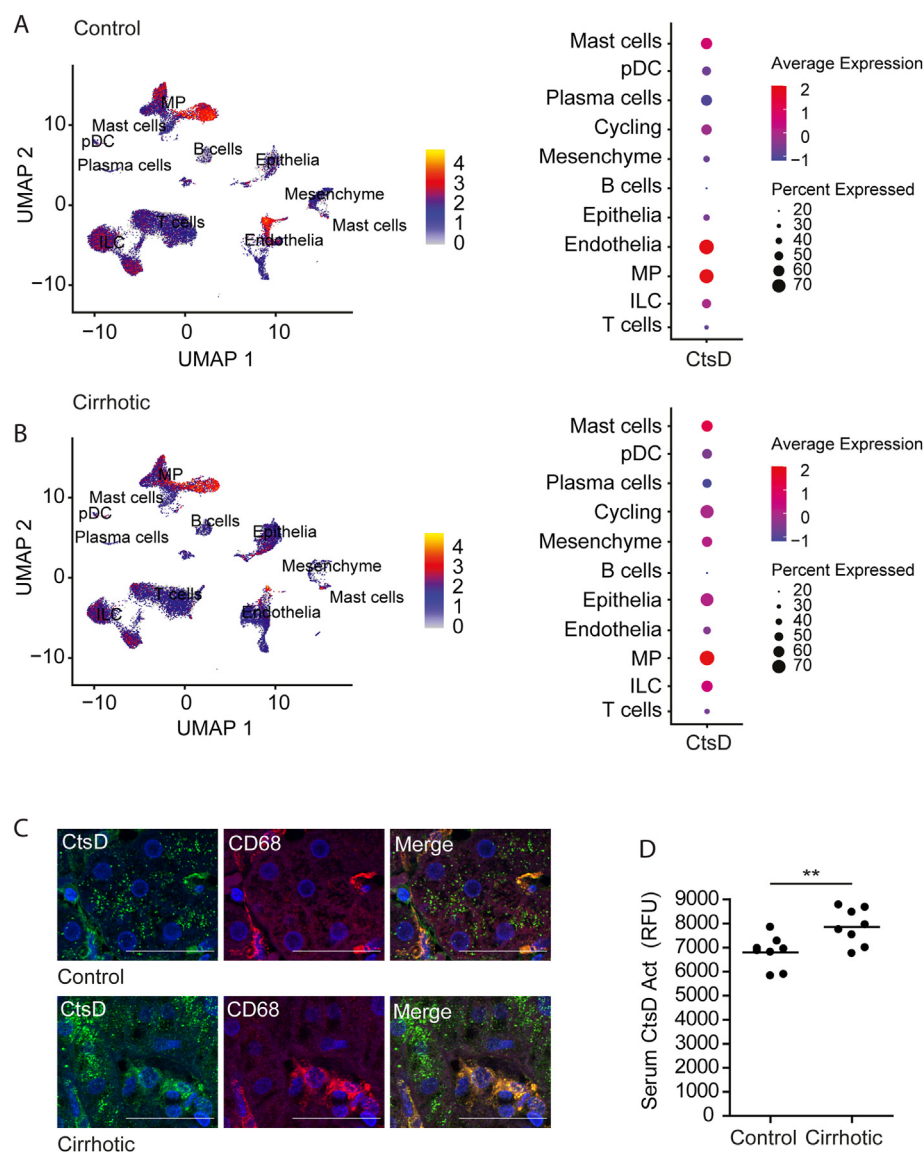 A
Control
UMAP 2
10
0
−10
MP
Mast cells
pDC
Plasma cells
B cells
Epithelia
Mesenchyme
Mast cells
T cells
ILC
Endothelia
4
3
2
1
0
−10
0
10
UMAP 1
Mast cells
pDC
Plasma cells
Cycling
Mesenchyme
B cells
Epithelia
Endothelia
MP
ILC
T cells
CtsD
Average Expression
2
1
0
−1
Percent Expressed
20
30
40
50
60
70
Cirrhotic
B
UMAP 2
10
0
−10
MP
Mast cells
pDC
Plasma cells
B cells
Epithelia
Mesenchyme
Mast cells
T cells
ILC
Endothelia
4
3
2
1
0
−10
0
10
UMAP 1
Mast cells
pDC
Plasma cells
Cycling
Mesenchyme
B cells
Epithelia
Endothelia
MP
ILC
T cells
CtsD
Average Expression
2
1
0
−1
Percent Expressed
20
30
40
50
60
70
C
CtsD
CD68
Merge
Control
CtsD
CD68
Merge
Cirrhotic
D
**
Serum CtsD Act (RFU)
9000
8000
7000
6000
5000
4000
3000
2000
1000
0
Control
Cirrhotic